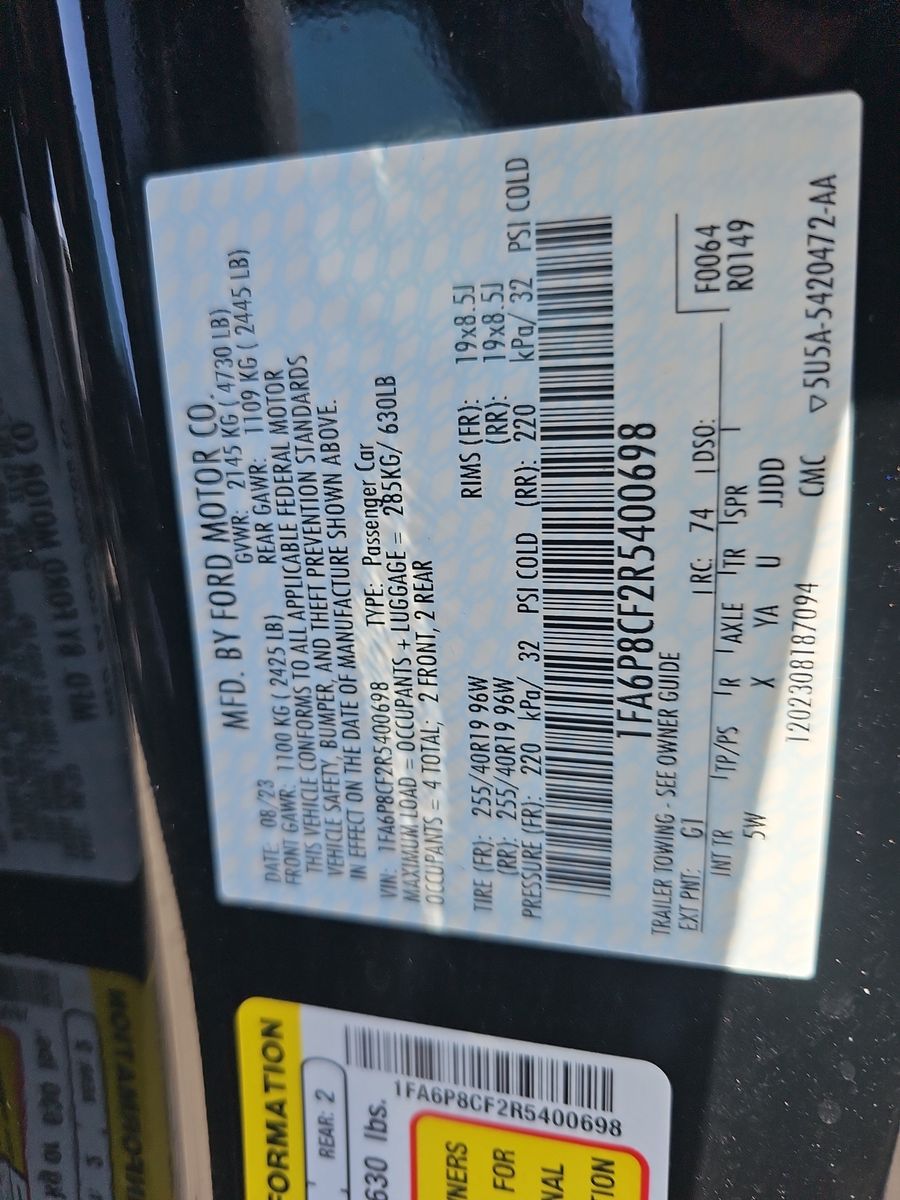 MFD. BY FORD MOTOR CO.
DATE: 08/23 GVWR: 2145 KG ( 4730 LB)
FRONT GAWR: 1100 KG ( 2425 LB) REAR GAWR: 1109 KG ( 2445 LB)
THIS VEHICLE CONFORMS TO ALL APPLICABLE FEDERAL MOTOR
VEHICLE SAFETY, BUMPER, AND THEFT PREVENTION STANDARDS
IN EFFECT ON THE DATE OF MANUFACTURE SHOWN ABOVE.
VIN: 1FA6P8CF2R5400698 TYPE: Passenger Car
MAXIMUM LOAD = OCCUPANTS + LUGGAGE = 285KG/ 630LB
OCCUPANTS = 4 TOTAL; 2 FRONT, 2 REAR
TIRE (FR): 255/40R19 96W RIMS (FR): 19x8.5J
(RR): 255/40R19 96W (RR): 19x8.5J
PRESSURE (FR): 220 kPa/ 32 PSI COLD (RR): 220 kPa/ 32 PSI COLD
1FA6P8CF2R5400698
TRAILER TOWING - SEE OWNER GUIDE
EXT PNT: G1 RC: 74 DSO: F0064
INT TR TP/PS R AXLE TR SPR R0149
5W X YA U JJDD
1202308187094 CMC ▽5U5A-5420472-AA
FORMATION
REAR: 2
630 lbs.
1FA6P8CF2R5400698
NERS
FOR
NAL
TION